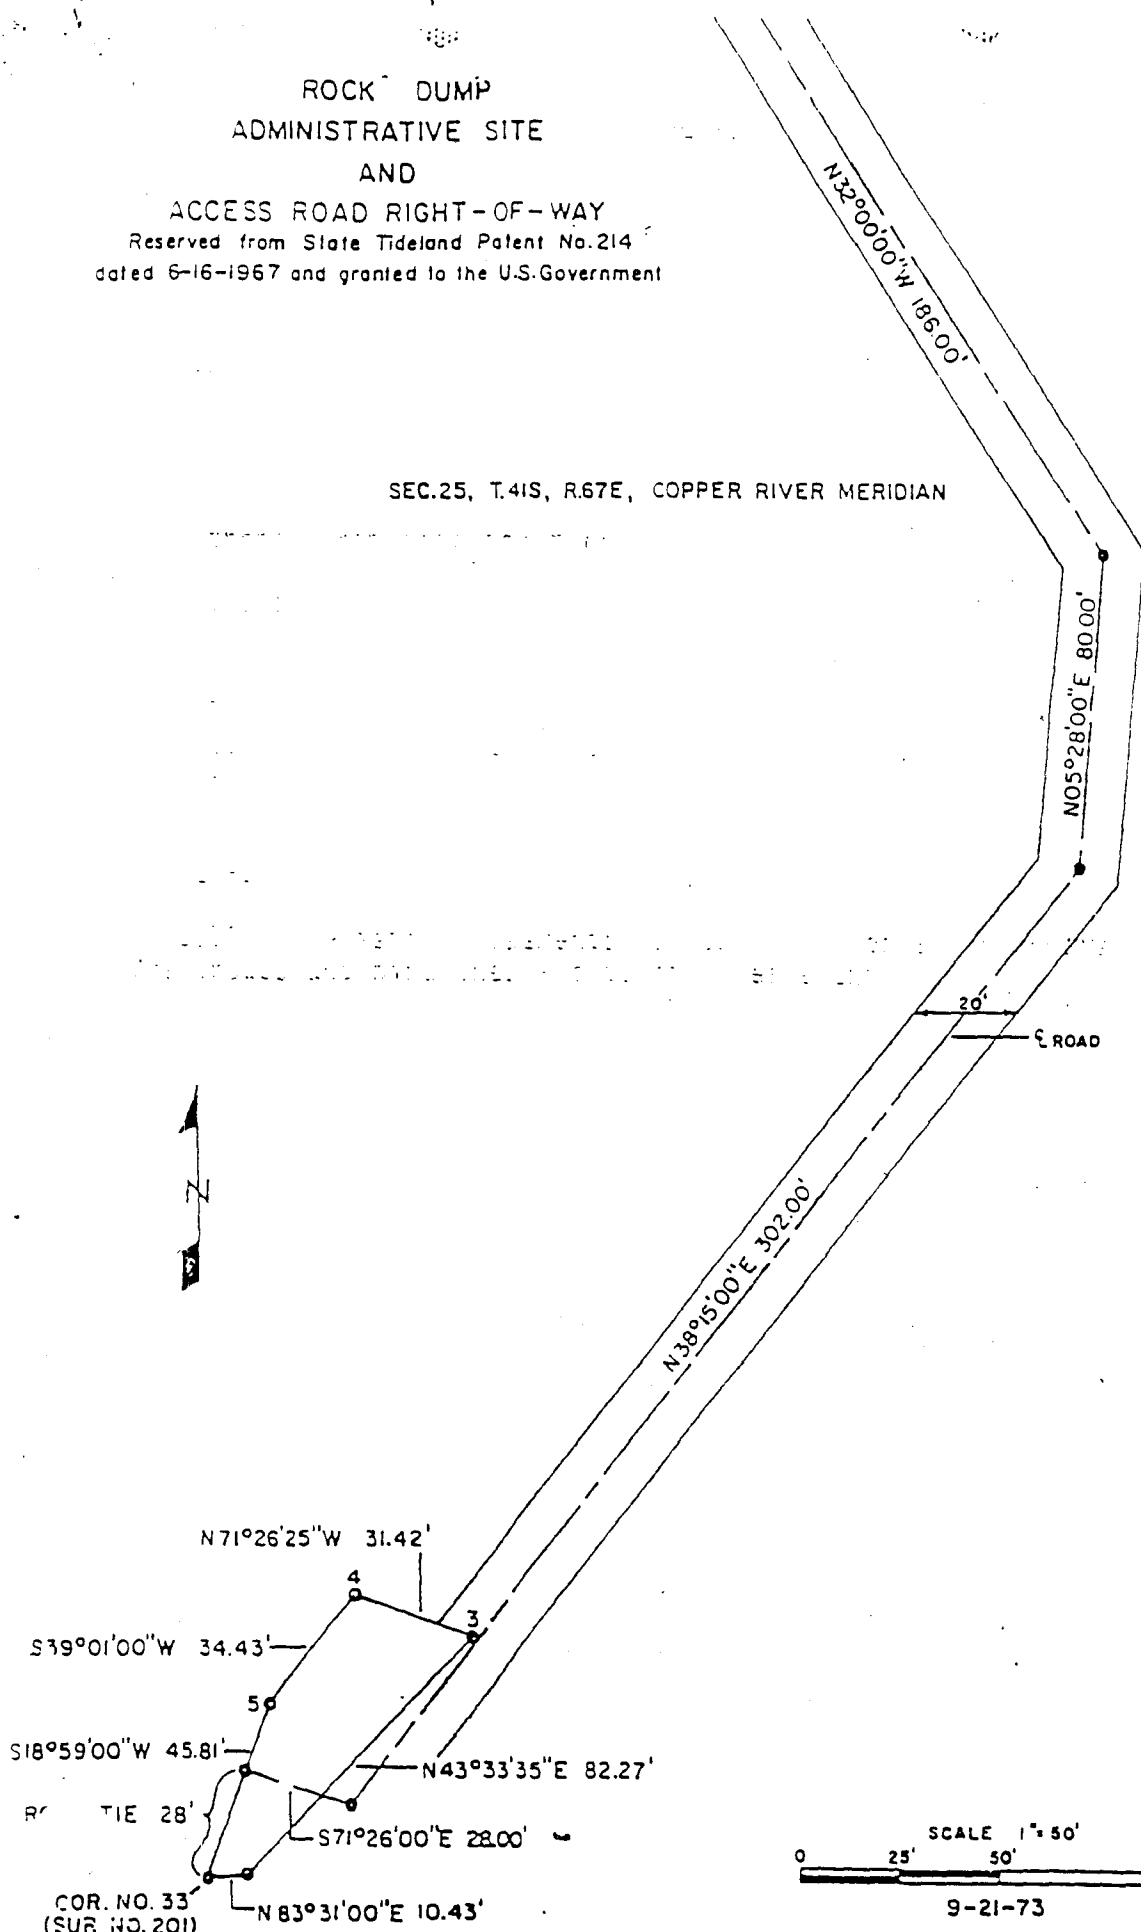 ROCK DUMP
ADMINISTRATIVE SITE
AND
ACCESS ROAD RIGHT-OF-WAY
Reserved from State Tideland Patent No.214
dated 6-16-1967 and granted to the U.S.Government
N32°00'00"W 186.00'
SEC.25, T.41S, R.67E, COPPER RIVER MERIDIAN
N05°28'00"E 80.00'
20'
℄ ROAD
N
N38°15'00"E 302.00'
N71°26'25"W 31.42'
4
3
S39°01'00"W 34.43'
5
S18°59'00"W 45.81'
N43°33'35"E 82.27'
TIE 28'
S71°26'00"E 28.00'
SCALE 1"=50'
0 25' 50'
COR. NO. 33
(SUR NO. 201)
N83°31'00"E 10.43'
9-21-73